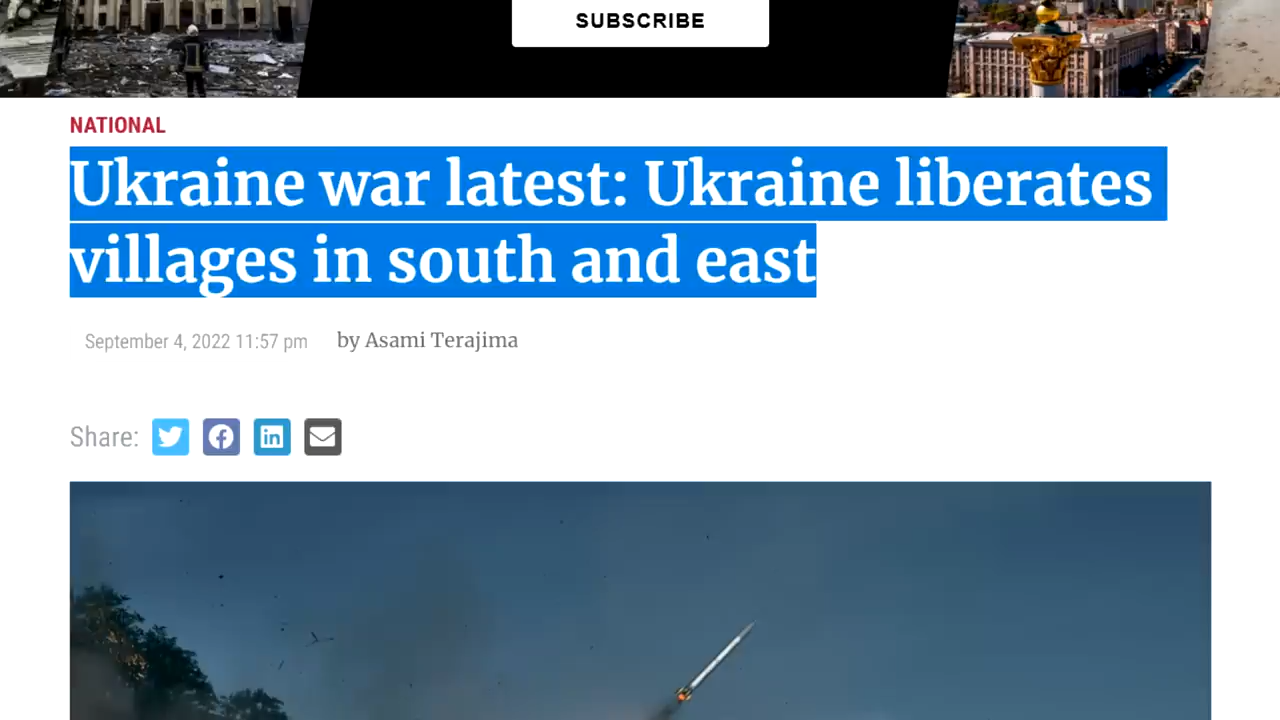 SUBSCRIBE
NATIONAL
Ukraine war latest: Ukraine liberates
villages in south and east
September 4, 2022 11:57 pm by Asami Terajima
Share: